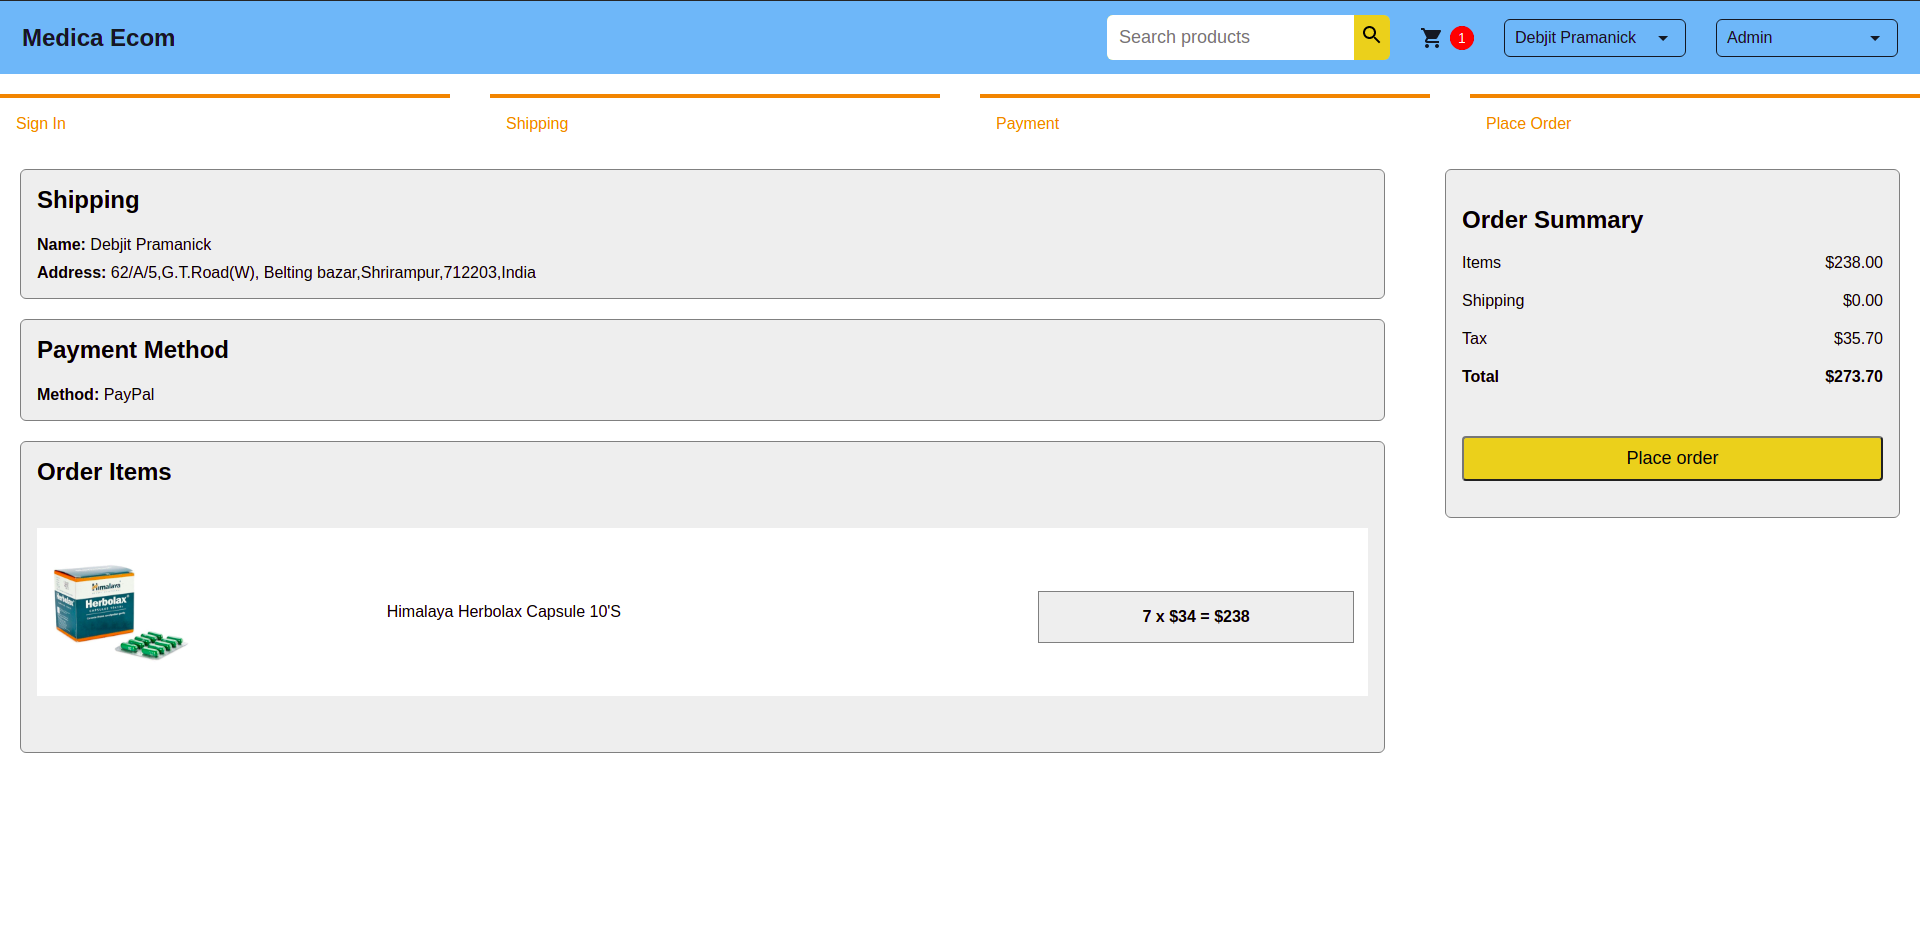 Medica Ecom
Search products
1
Debjit Pramanick
Admin
Sign In
Shipping
Payment
Place Order
Shipping
Name: Debjit Pramanick
Address: 62/A/5,G.T.Road(W), Belting bazar,Shrirampur,712203,India
Payment Method
Method: PayPal
Order Items
Himalaya
Herbolax
Himalaya Herbolax Capsule 10'S
7 x $34 = $238
Order Summary
Items $238.00
Shipping $0.00
Tax $35.70
Total $273.70
Place order